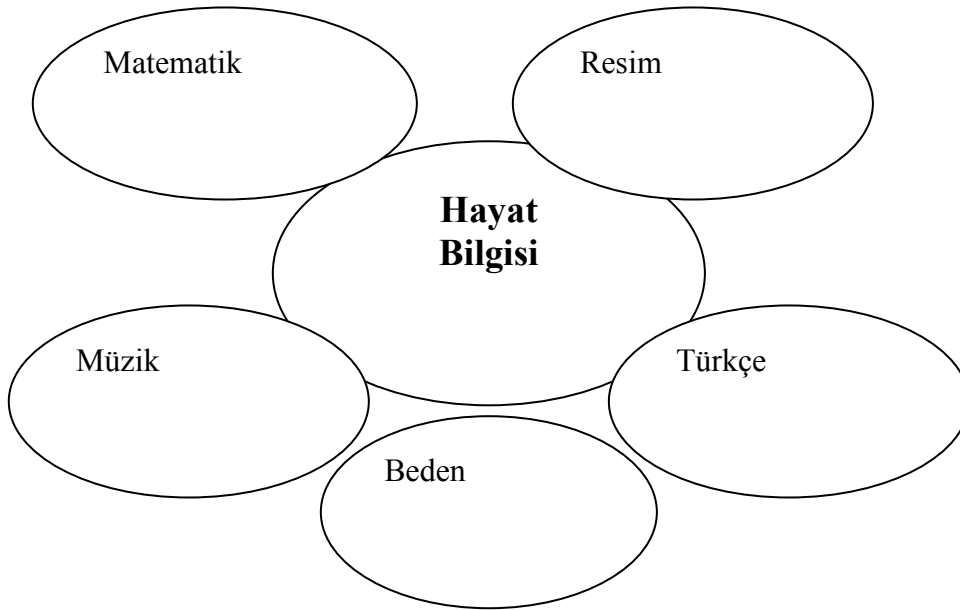 Matematik
Resim
Hayat
Bilgisi
Müzik
Türkçe
Beden